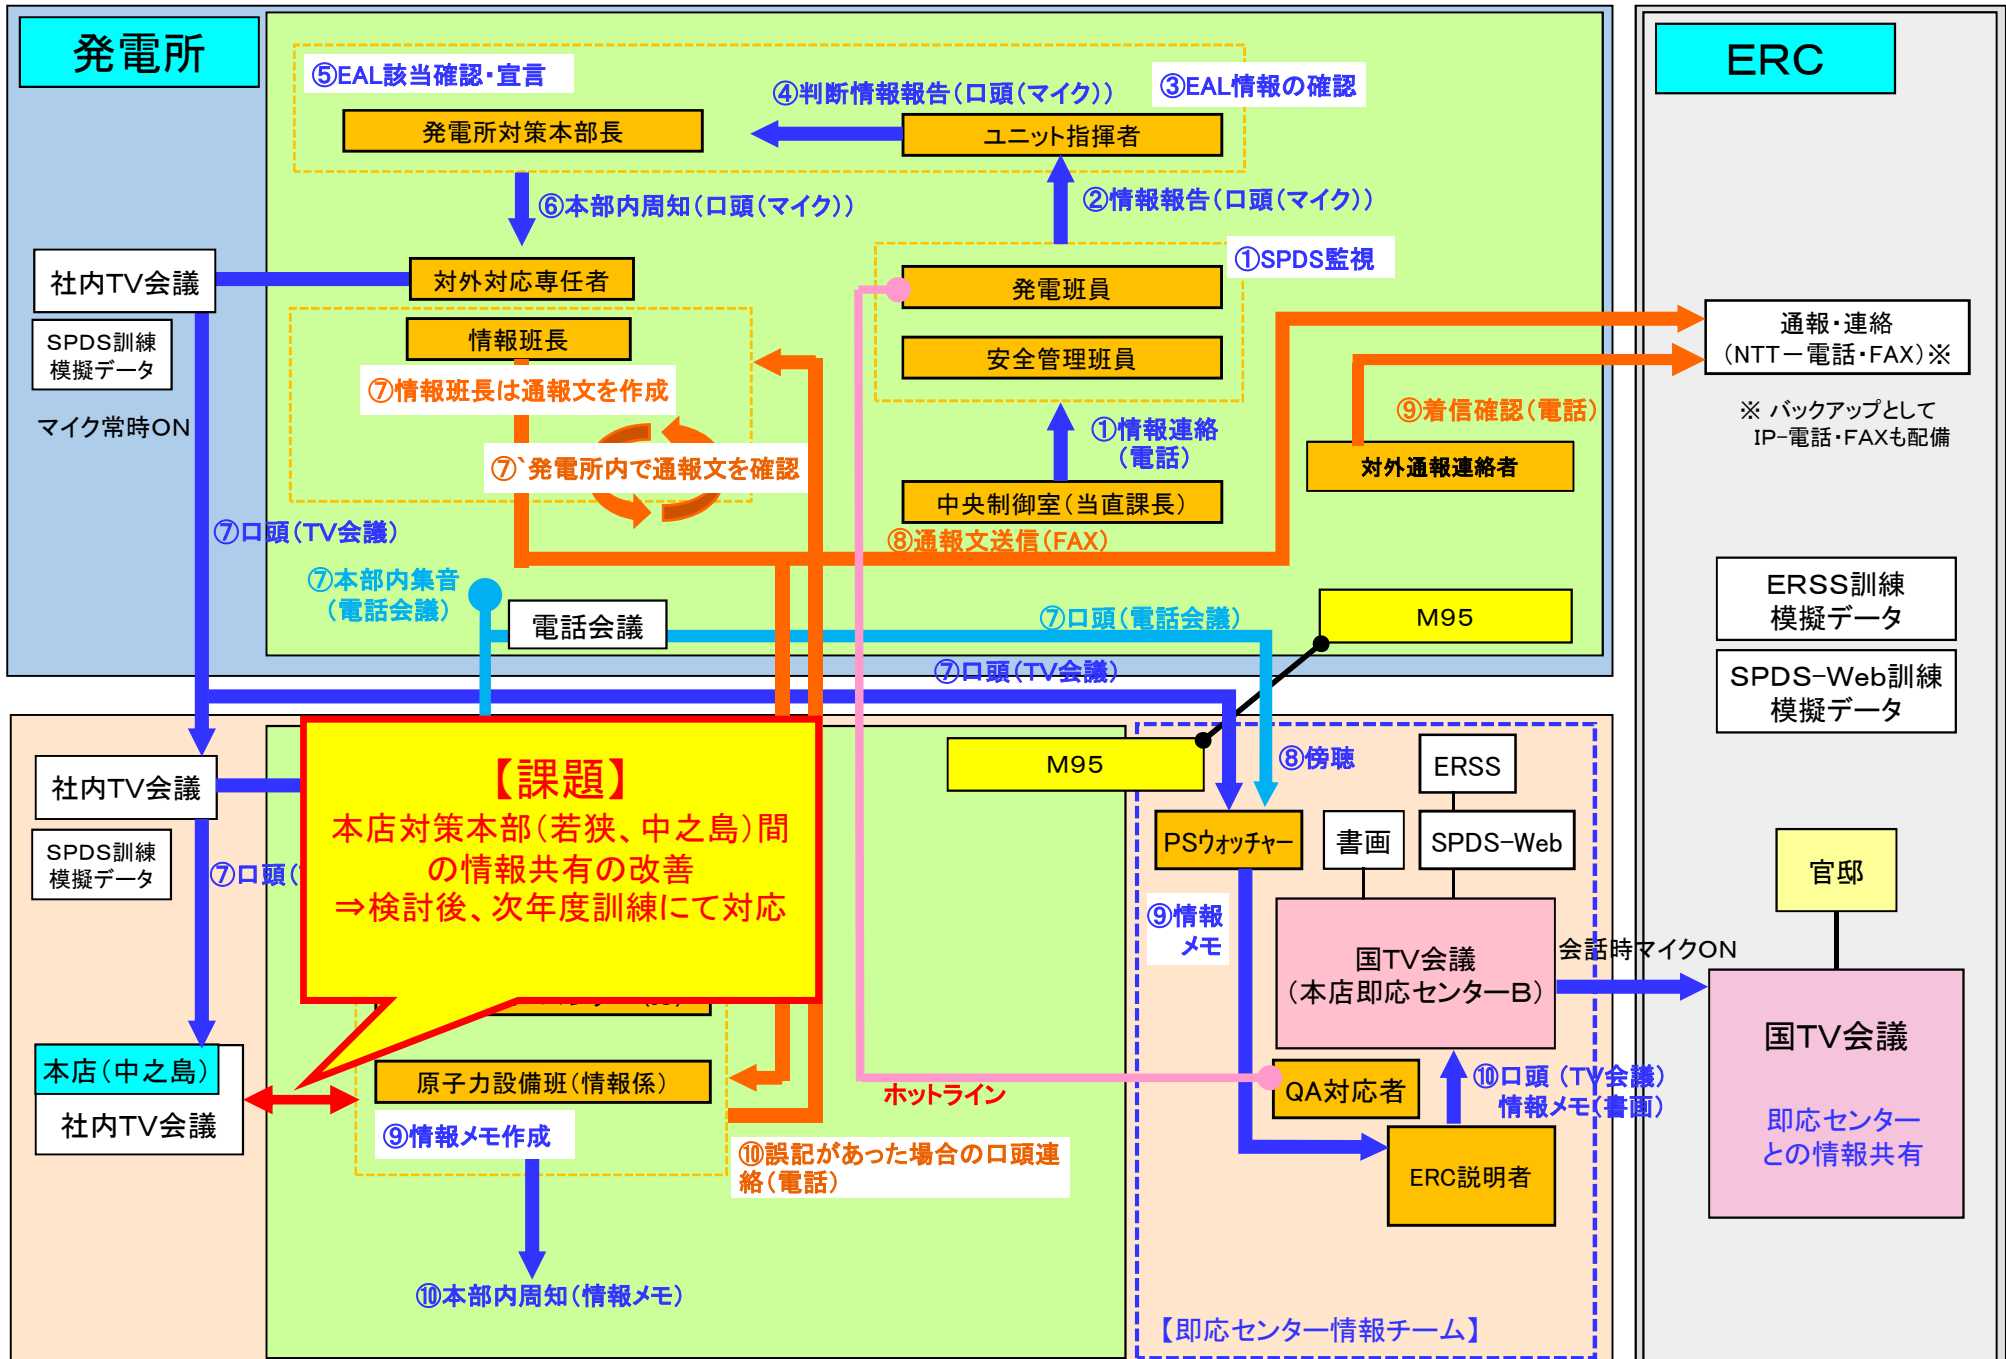 発電所
⑤EAL該当確認・宣言
④判断情報報告(口頭(マイク))
③EAL情報の確認
発電所対策本部長
ユニット指揮者
⑥本部内周知(口頭(マイク))
②情報報告(口頭(マイク))
①SPDS監視
社内TV会議
対外対応専任者
発電班員
SPDS訓練
模擬データ
情報班長
安全管理班員
マイク常時ON
⑦情報班長は通報文を作成
①情報連絡
(電話)
⑨着信確認(電話)
⑦`発電所内で通報文を確認
対外通報連絡者
中央制御室(当直課長)
⑦口頭(TV会議)
⑧通報文送信(FAX)
⑦本部内集音
(電話会議)
電話会議
⑦口頭(電話会議)
M95
⑦口頭(TV会議)
ERC
通報・連絡
(NTT-電話・FAX)※
※ バックアップとして
IP-電話・FAXも配備
ERSS訓練
模擬データ
SPDS-Web訓練
模擬データ
社内TV会議
SPDS訓練
模擬データ
⑦口頭(
【課題】
本店対策本部(若狭、中之島)間
の情報共有の改善
⇒検討後、次年度訓練にて対応
M95
⑧傍聴
ERSS
PSウォッチャー
書画
SPDS-Web
⑨情報
メモ
国TV会議
(本店即応センターB)
会話時マイクON
官邸
国TV会議
即応センター
との情報共有
本店(中之島)
社内TV会議
原子力設備班(情報係)
⑨情報メモ作成
ホットライン
QA対応者
⑩口頭 (TV会議)
情報メモ(書画)
⑩誤記があった場合の口頭連
絡(電話)
ERC説明者
⑩本部内周知(情報メモ)
【即応センター情報チーム】